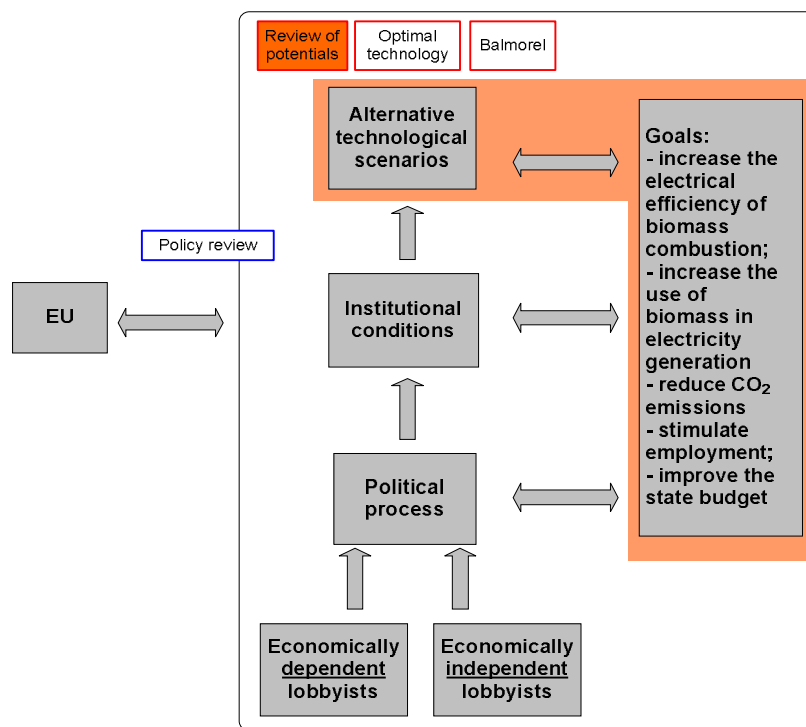 Review of
potentials
Optimal
technology
Balmorel
Alternative
technological
scenarios
Goals:
- increase the
electrical
efficiency of
biomass
combustion;
- increase the
use of
biomass in
electricity
generation
- reduce CO₂
emissions
- stimulate
employment;
- improve the
state budget
Policy review
EU
Institutional
conditions
Political
process
Economically
dependent
lobbyists
Economically
independent
lobbyists